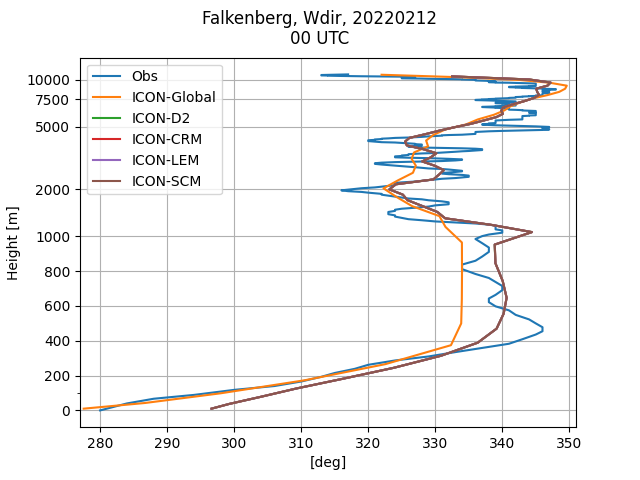 Falkenberg, Wdir, 20220212
00 UTC
Obs
ICON-Global
ICON-D2
ICON-CRM
ICON-LEM
ICON-SCM
Height [m]
10000
7500
5000
2000
1000
800
600
400
200
0
280 290 300 310 320 330 340 350
[deg]